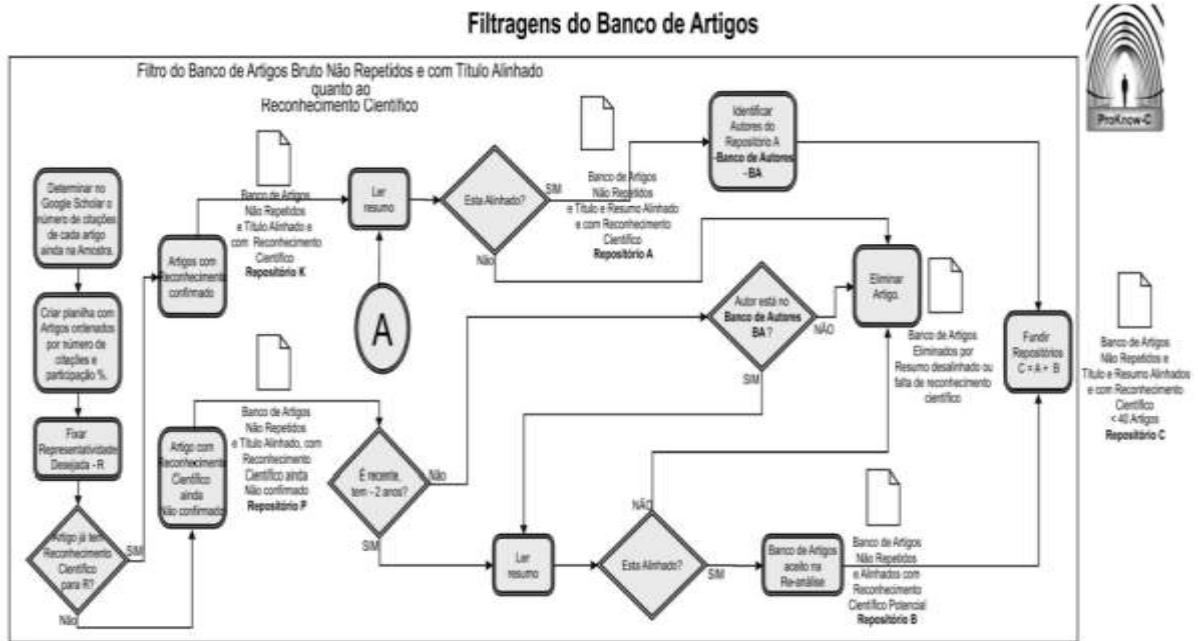 Filtragens do Banco de Artigos
ProKnow-C
Filtro do Banco de Artigos Bruto Não Repetidos e com Título Alinhado
quanto ao
Reconhecimento Científico
Determinar no
Google Scholar o
número de citações
de cada artigo
ainda na Amostra.
Criar planilha com
Artigos ordenados
por número de
citações e
participação %.
Fixar
Representatividade
Desejada - R
Artigo já tem
Reconhecimento
Científico
para R?
SIM
Não
Artigos com
Reconhecimento
confirmado
Banco de Artigos
Não Repetidos
e Título Alinhado e
com Reconhecimento
Científico
Repositório K
Ler
resumo
A
Esta Alinhado?
SIM
Não
Banco de Artigos
Não Repetidos
e Título e Resumo Alinhado
e com Reconhecimento
Científico
Repositório A
Identificar
Autores do
Repositório A
-Banco de Autores
- BA
Artigo com
Reconhecimento
Científico
ainda
Não confirmado
Banco de Artigos
Não Repetidos
e Título Alinhado, com
Reconhecimento
Científico ainda
Não confirmado
Repositório P
É recente,
tem - 2 anos?
Não
SIM
Autor está no
Banco de Autores
BA ?
NÃO
SIM
Eliminar
Artigo.
Banco de Artigos
Eliminados por
Resumo desalinhado ou
falta de reconhecimento
científico
Ler
resumo
Esta Alinhado?
NÃO
SIM
Banco de Artigos
aceito na
Re-análise
Banco de Artigos
Não Repetidos
e Alinhados com
Reconhecimento
Científico Potencial
Repositório B
Fundir
Repositórios
C = A + B
Banco de Artigos
Não Repetidos e
Título e Resumo Alinhados
e com Reconhecimento
Científico
< 40 Artigos
Repositório C